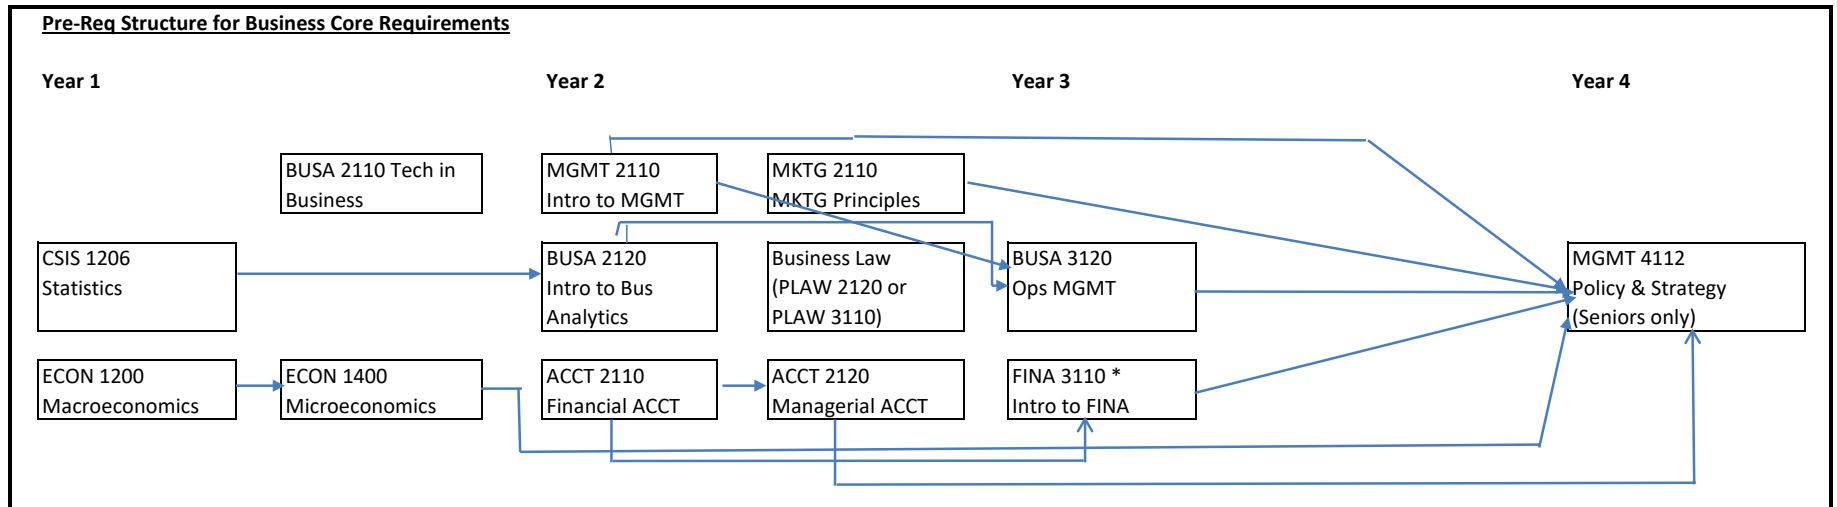 Pre-Req Structure for Business Core Requirements
Year 1
Year 2
Year 3
Year 4
BUSA 2110 Tech in
Business
MGMT 2110
Intro to MGMT
MKTG 2110
MKTG Principles
CSIS 1206
Statistics
BUSA 2120
Intro to Bus
Analytics
Business Law
(PLAW 2120 or
PLAW 3110)
BUSA 3120
Ops MGMT
MGMT 4112
Policy & Strategy
(Seniors only)
ECON 1200
Macroeconomics
ECON 1400
Microeconomics
ACCT 2110
Financial ACCT
ACCT 2120
Managerial ACCT
FINA 3110 *
Intro to FINA